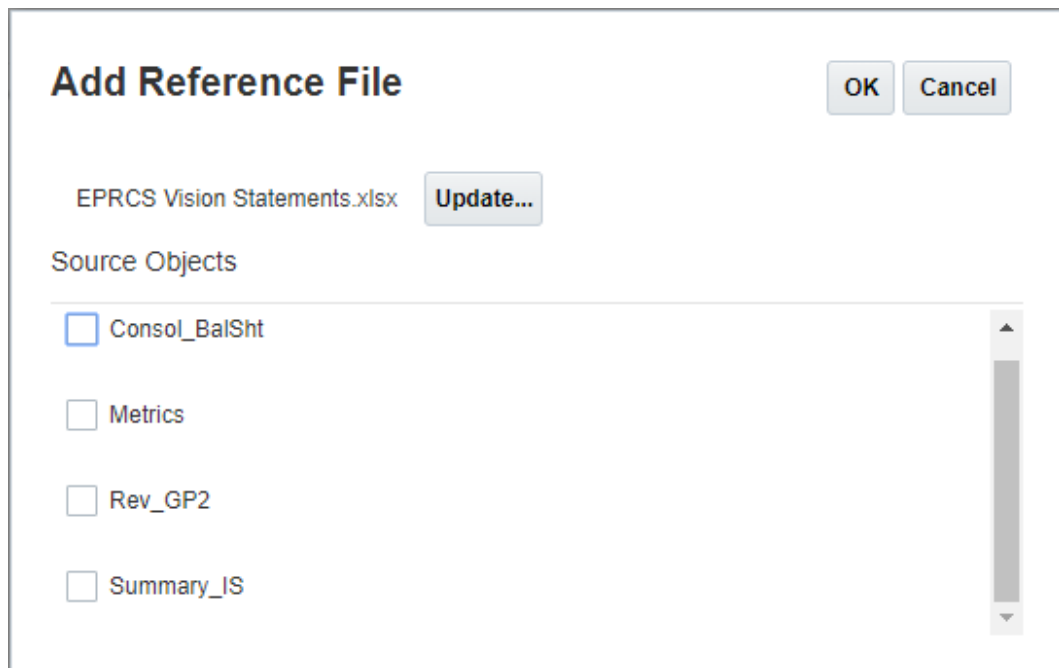 Add Reference File
OK Cancel
EPRCS Vision Statements.xlsx Update...
Source Objects
Consol_BalSht
Metrics
Rev_GP2
Summary_IS